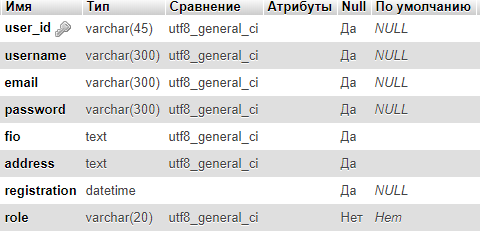 Имя Тип Сравнение Атрибуты Null По умолчанию
user_id varchar(45) utf8_general_ci Да NULL
username varchar(300) utf8_general_ci Да NULL
email varchar(300) utf8_general_ci Да NULL
password varchar(300) utf8_general_ci Да NULL
fio text utf8_general_ci Да
address text utf8_general_ci Да
registration datetime Да NULL
role varchar(20) utf8_general_ci Нет Нет